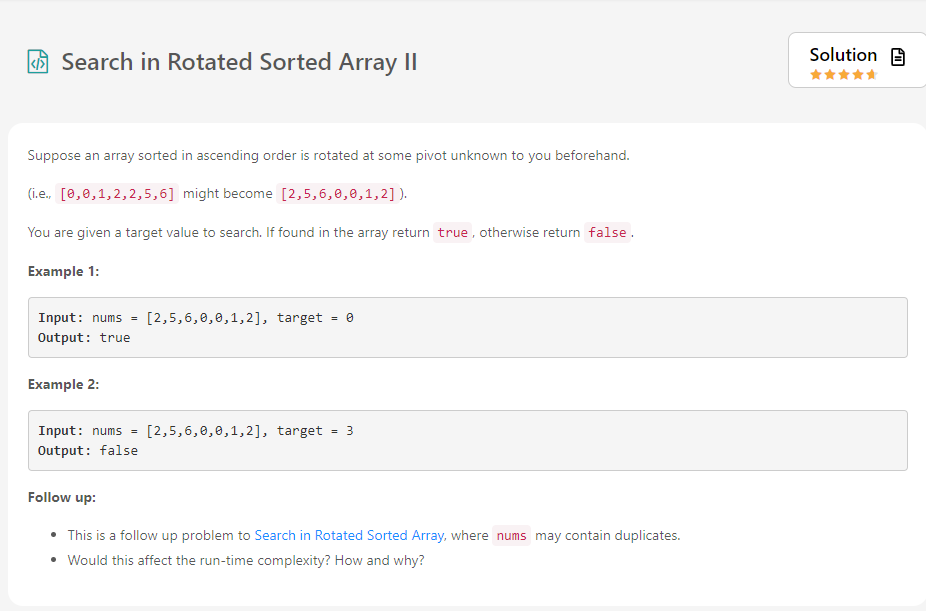 Search in Rotated Sorted Array II
Solution
Suppose an array sorted in ascending order is rotated at some pivot unknown to you beforehand.
(i.e., [0,0,1,2,2,5,6] might become [2,5,6,0,0,1,2]).
You are given a target value to search. If found in the array return true, otherwise return false.
Example 1:
Input: nums = [2,5,6,0,0,1,2], target = 0
Output: true
Example 2:
Input: nums = [2,5,6,0,0,1,2], target = 3
Output: false
Follow up:
• This is a follow up problem to Search in Rotated Sorted Array, where nums may contain duplicates.
• Would this affect the run-time complexity? How and why?